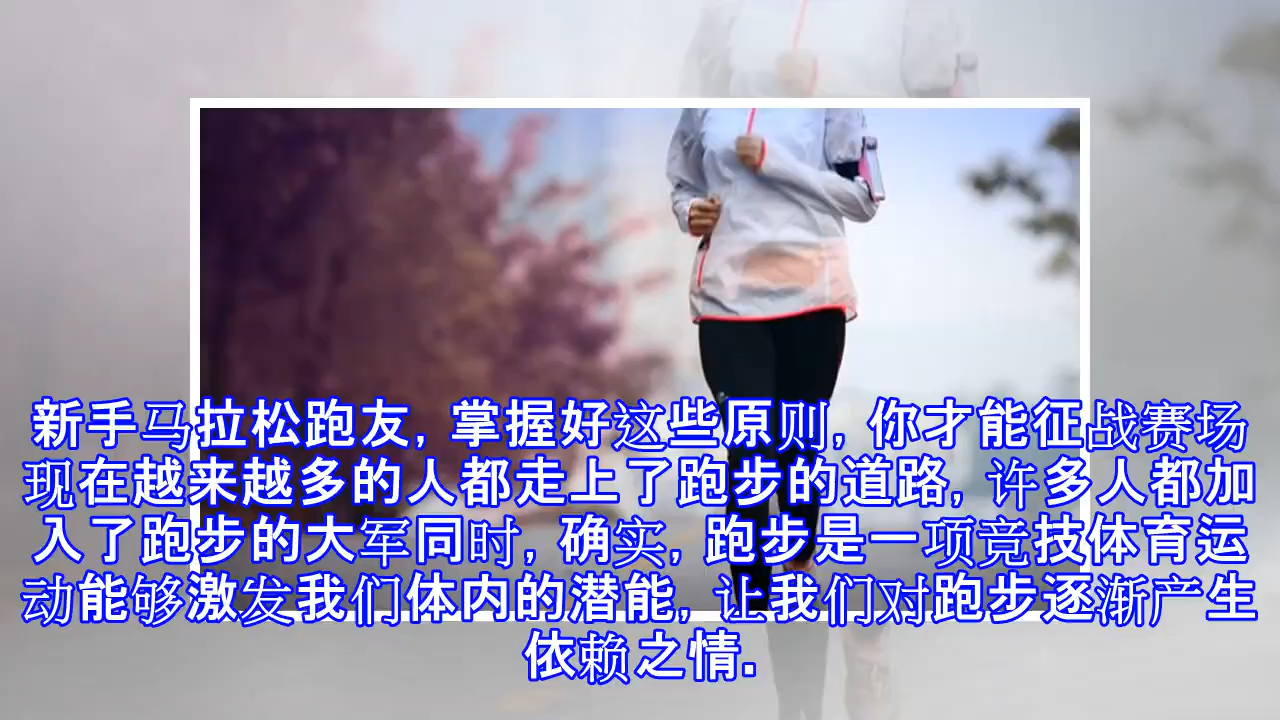 新手马拉松跑友, 掌握好这些原则, 你才能征战赛场
现在越来越多的人都走上了跑步的道路, 许多人都加
入了跑步的大军同时, 确实, 跑步是一项竞技体育运
动能够激发我们体内的潜能, 让我们对跑步逐渐产生
依赖之情.